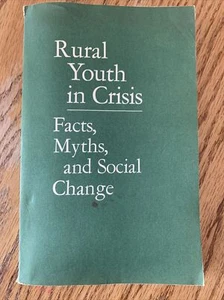 Rural
Youth
in Crisis
Facts,
Myths,
and Social
Change